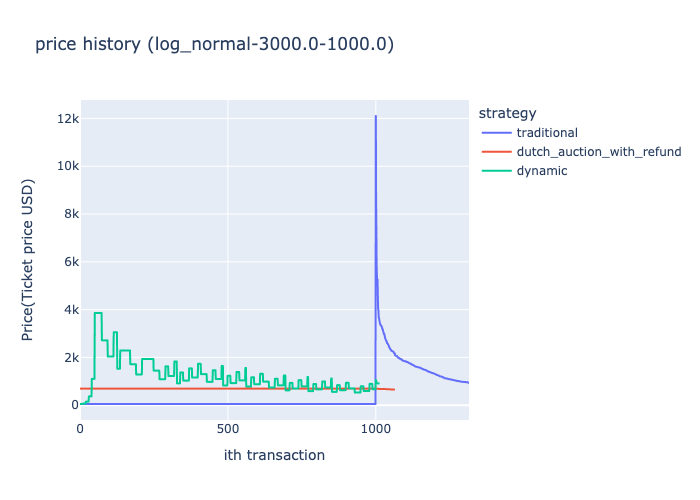 price history (log_normal-3000.0-1000.0)
strategy
traditional
dutch_auction_with_refund
dynamic
12k
10k
8k
6k
4k
2k
0
Price(Ticket price USD)
0
500
1000
ith transaction